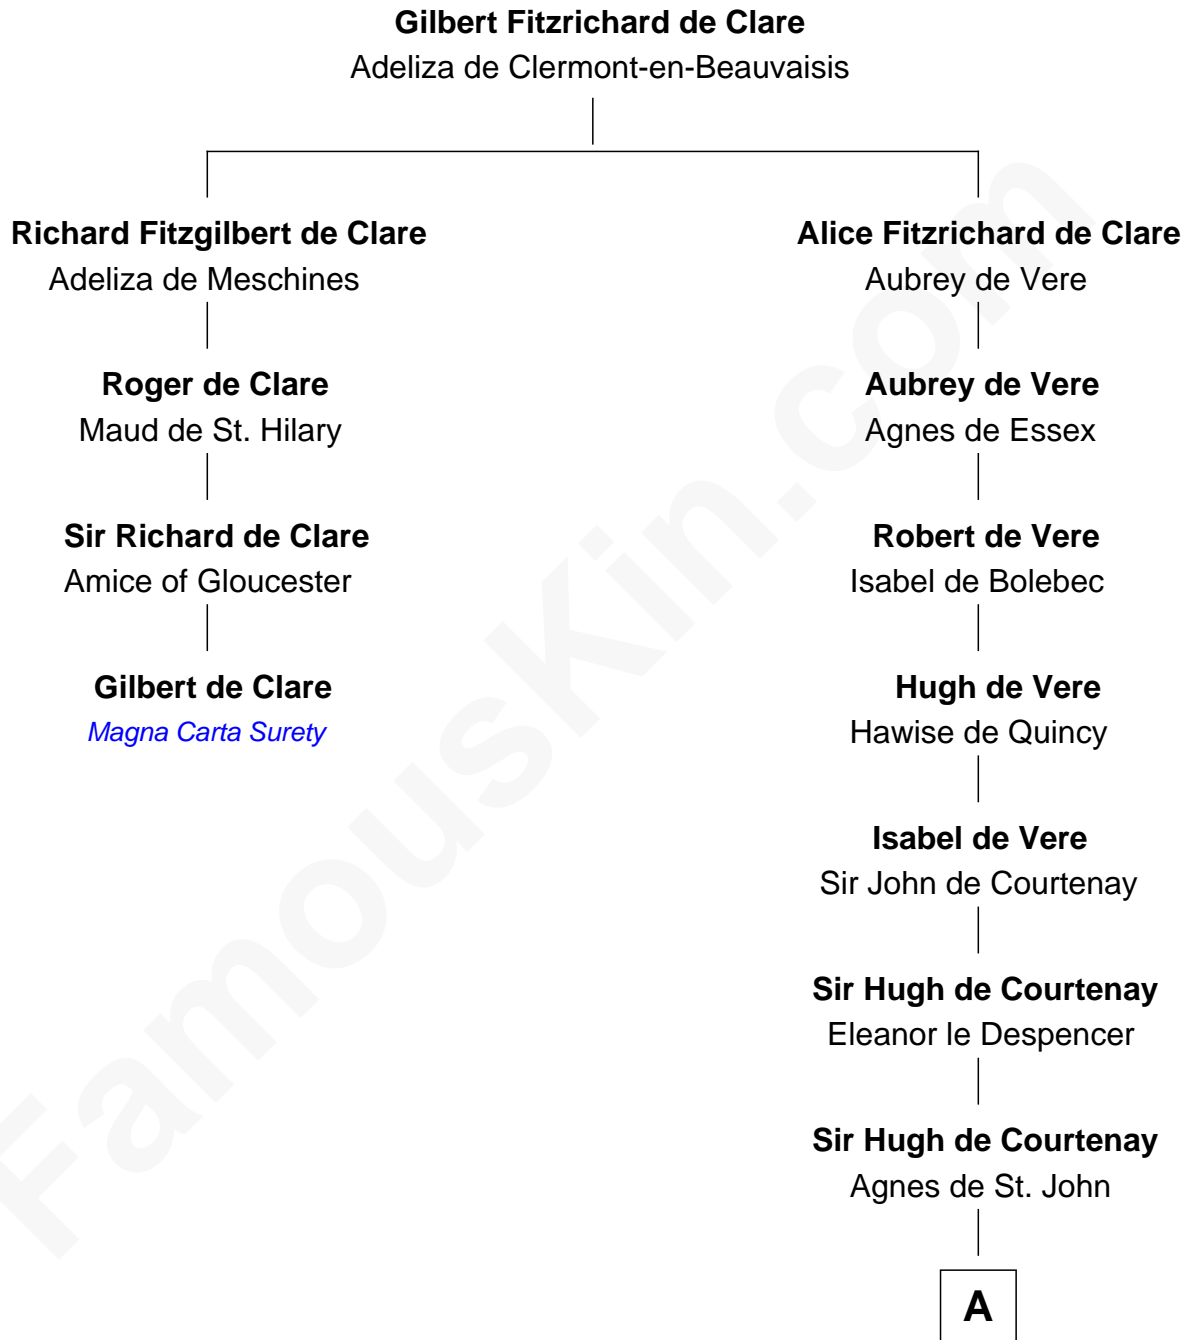 Gilbert Fitzrichard de Clare
Adeliza de Clermont-en-Beauvaisis
Richard Fitzgilbert de Clare
Adeliza de Meschines
Roger de Clare
Maud de St. Hilary
Sir Richard de Clare
Amice of Gloucester
Gilbert de Clare
Magna Carta Surety
Alice Fitzrichard de Clare
Aubrey de Vere
Aubrey de Vere
Agnes de Essex
Robert de Vere
Isabel de Bolebec
Hugh de Vere
Hawise de Quincy
Isabel de Vere
Sir John de Courtenay
Sir Hugh de Courtenay
Eleanor le Despencer
Sir Hugh de Courtenay
Agnes de St. John
A
FamousKin.com